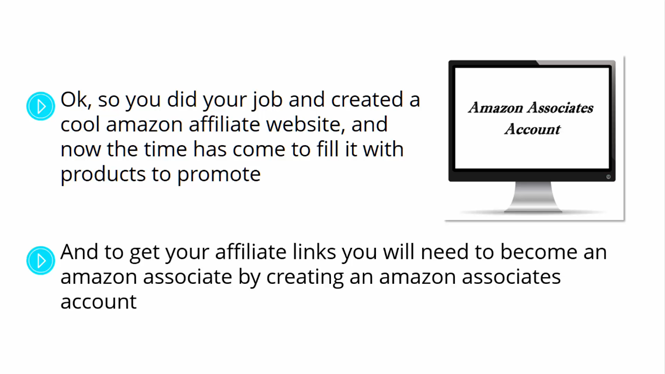 Ok, so you did your job and created a
cool amazon affiliate website, and
now the time has come to fill it with
products to promote
Amazon Associates
Account
And to get your affiliate links you will need to become an
amazon associate by creating an amazon associates
account